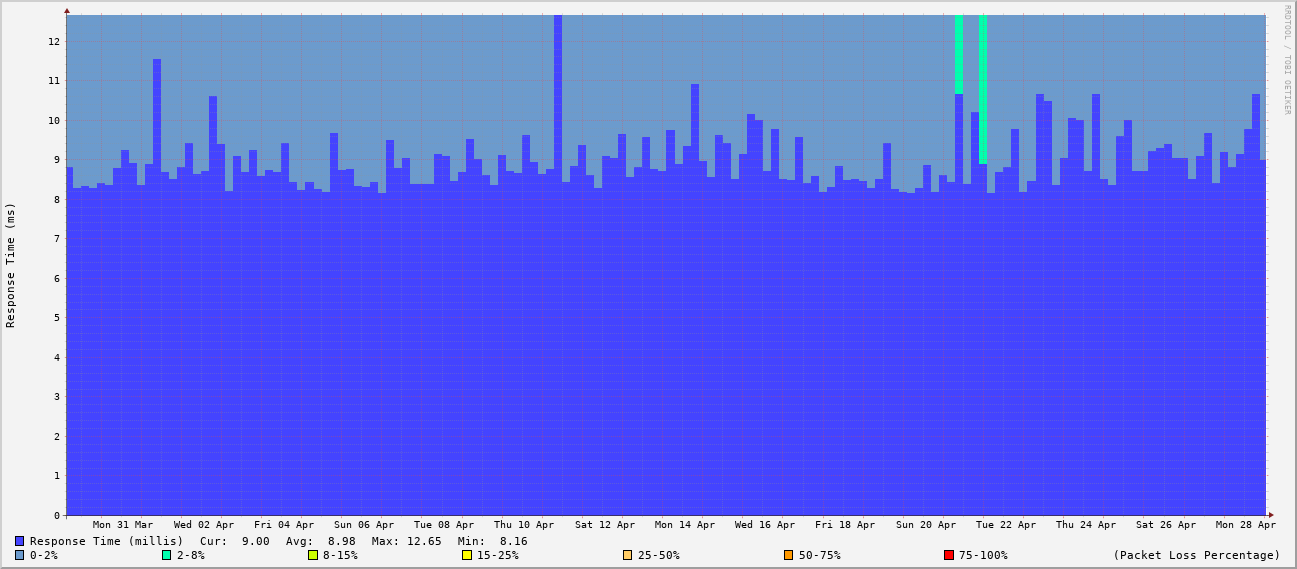 RRDTOOL / TOBI OETIKER
Response Time (ms)
12
11
10
9
8
7
6
5
4
3
2
1
0
Mon 31 Mar Wed 02 Apr Fri 04 Apr Sun 06 Apr Tue 08 Apr Thu 10 Apr Sat 12 Apr Mon 14 Apr Wed 16 Apr Fri 18 Apr Sun 20 Apr Tue 22 Apr Thu 24 Apr Sat 26 Apr Mon 28 Apr
Response Time (millis) Cur: 9.00 Avg: 8.98 Max: 12.65 Min: 8.16
0-2% 2-8% 8-15% 15-25% 25-50% 50-75% 75-100% (Packet Loss Percentage)